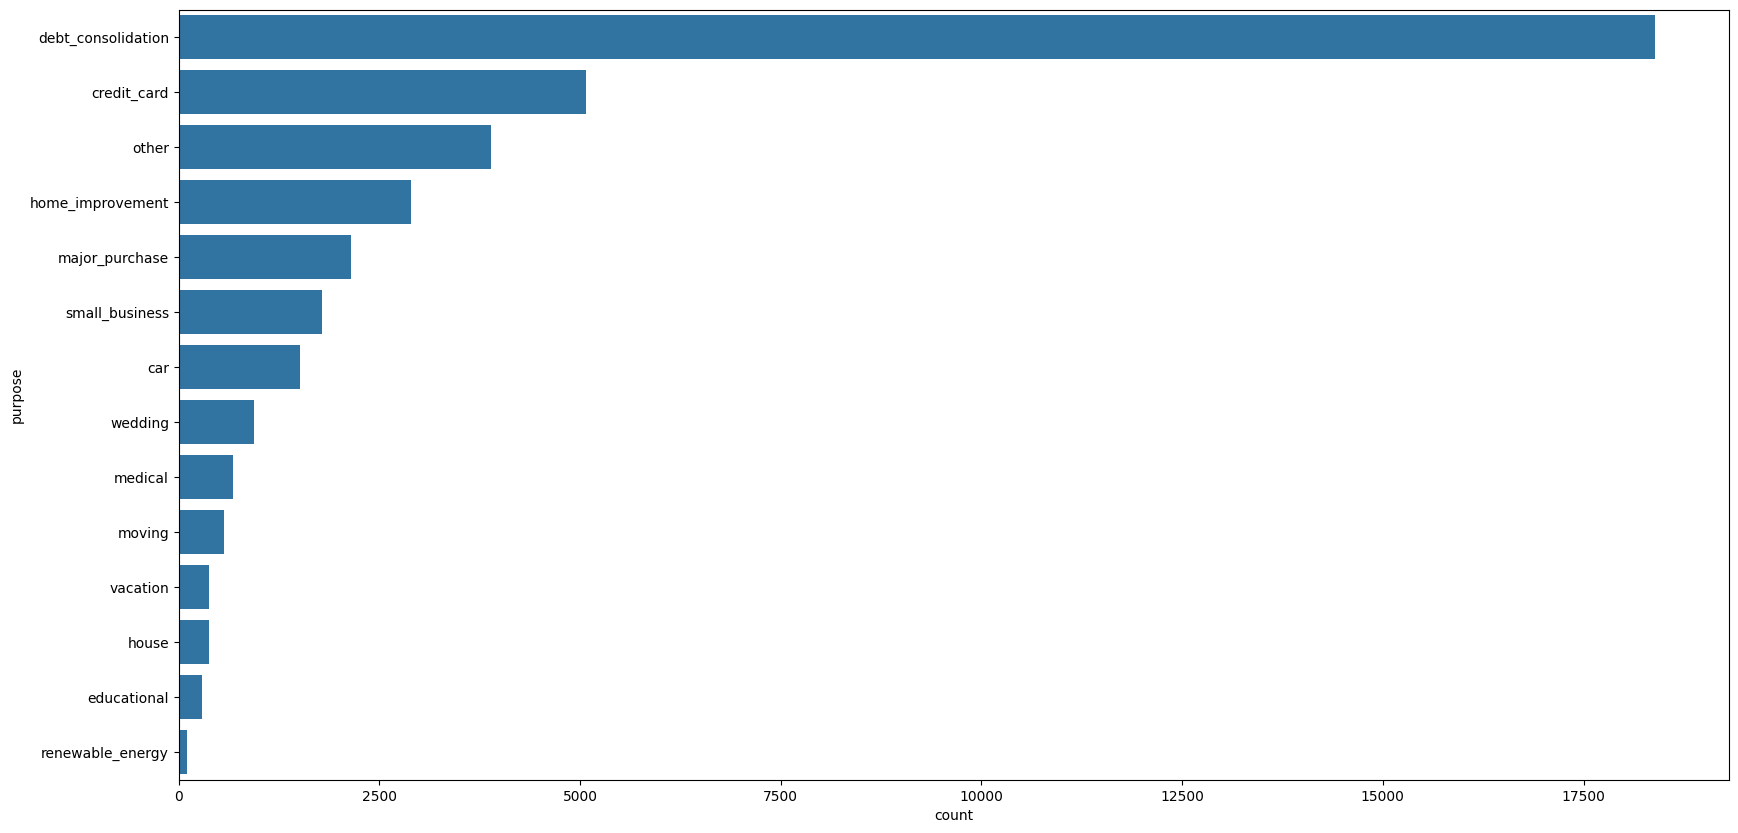 debt_consolidation
credit_card
other
home_improvement
major_purchase
small_business
car
wedding
medical
moving
vacation
house
educational
renewable_energy
purpose
0 2500 5000 7500 10000 12500 15000 17500
count